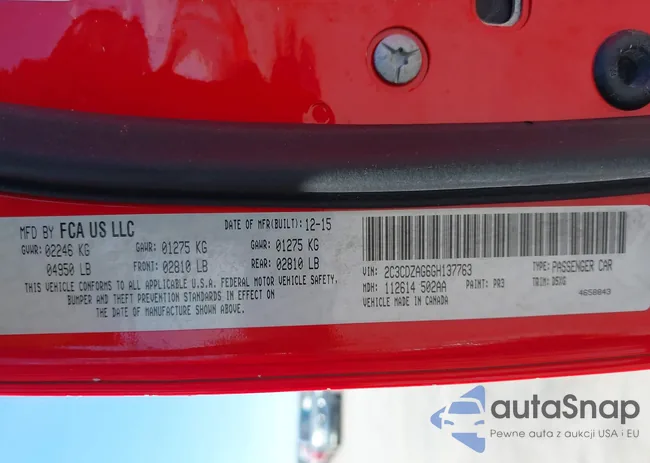 MFD BY FCA US LLC
DATE OF MFR(BUILT): 12-15
GVWR: 02246 KG GAWR: 01275 KG GAWR: 01275 KG
04950 LB FRONT: 02810 LB REAR: 02810 LB
THIS VEHICLE CONFORMS TO ALL APPLICABLE U.S.A. FEDERAL MOTOR VEHICLE SAFETY,
BUMPER AND THEFT PREVENTION STANDARDS IN EFFECT ON
THE DATE OF MANUFACTURE SHOWN ABOVE.
VIN: 2C3CDZAG6GH137763 TYPE: PASSENGER CAR
MDH: 112614 502AA PAINT: PR3 TRIM: D5XG
VEHICLE MADE IN CANADA 4650043
autaSnap
Pewne auta z aukcji USA i EU